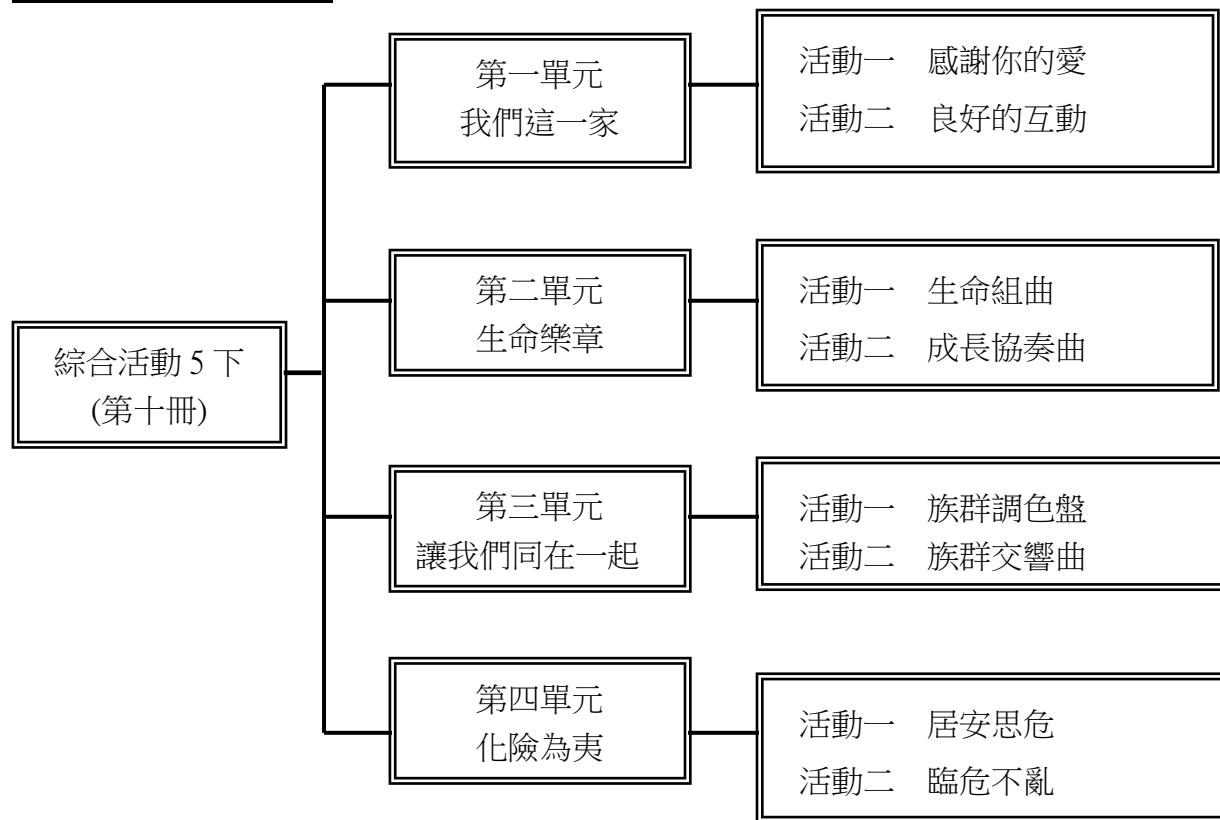 綜合活動 5 下
(第十冊)
第一單元
我們這一家
活動一　感謝你的愛
活動二　良好的互動
第二單元
生命樂章
活動一　生命組曲
活動二　成長協奏曲
第三單元
讓我們同在一起
活動一　族群調色盤
活動二　族群交響曲
第四單元
化險為夷
活動一　居安思危
活動二　臨危不亂